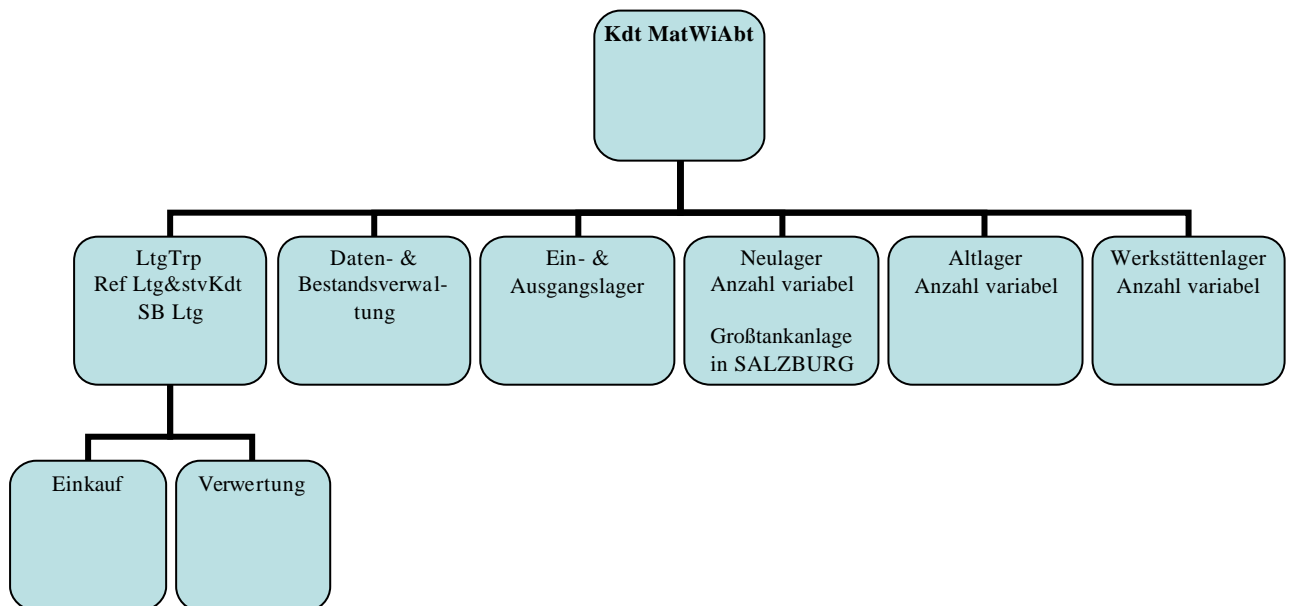 Kdt MatWiAbt
LtgTrp
Ref Ltg&stvKdt
SB Ltg
Daten- &
Bestandsverwal-
tung
Ein- &
Ausgangslager
Neulager
Anzahl variabel
Großtankanlage
in SALZBURG
Altlager
Anzahl variabel
Werkstättenlager
Anzahl variabel
Einkauf
Verwertung